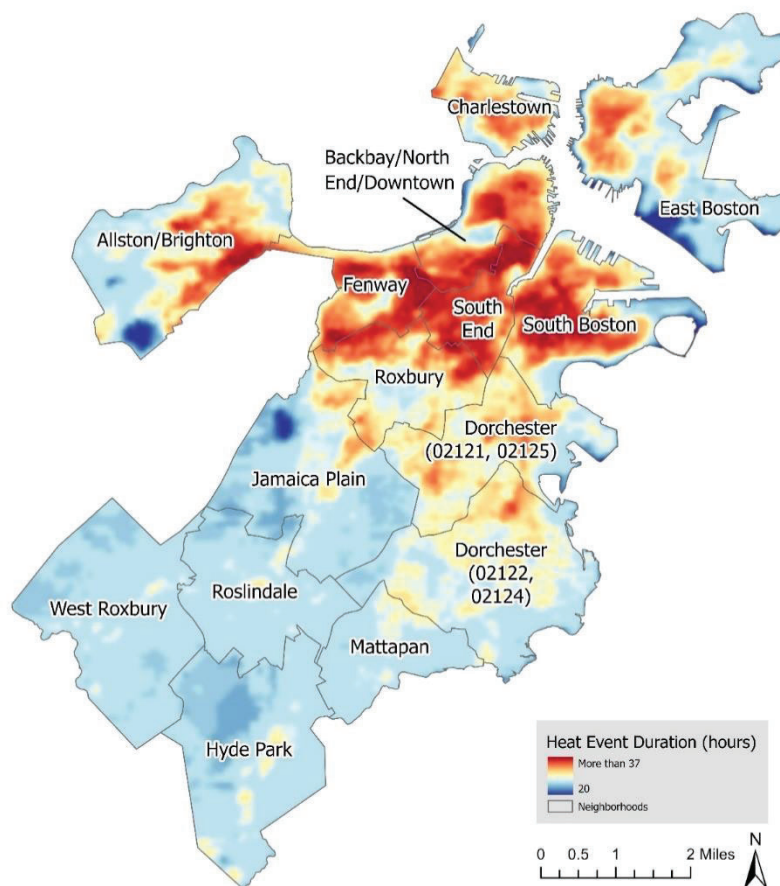 Charlestown
Backbay/North
End/Downtown
East Boston
Allston/Brighton
Fenway
South
End
South Boston
Roxbury
Dorchester
(02121, 02125)
Jamaica Plain
Dorchester
(02122,
02124)
West Roxbury
Roslindale
Mattapan
Hyde Park
Heat Event Duration (hours)
More than 37
20
Neighborhoods
N
0 0.5 1 2 Miles